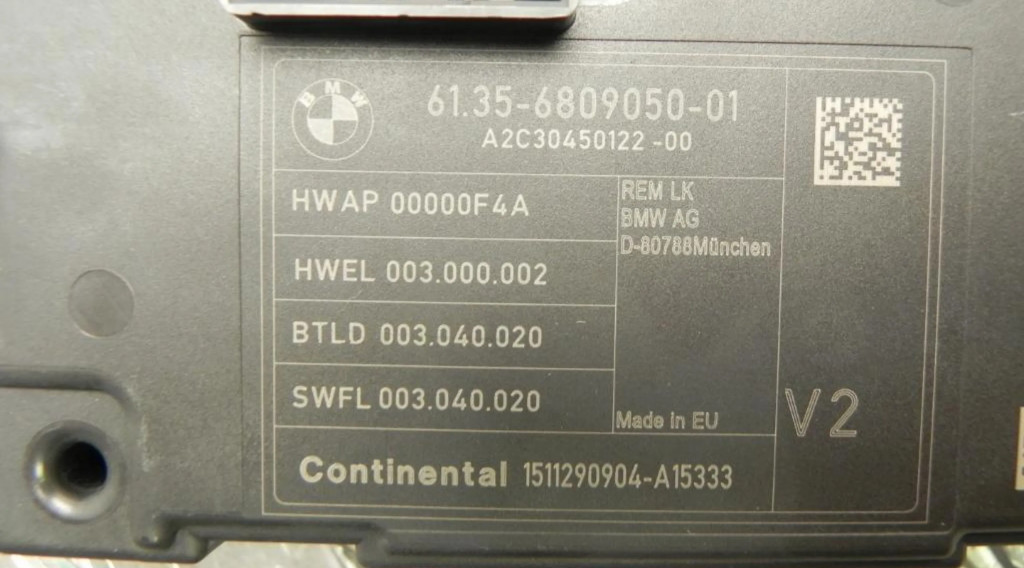 BMW
61.35-6809050-01
A2C30450122-00
HWAP 00000F4A
HWEL 003.000.002
BTLD 003.040.020
SWFL 003.040.020
REM LK
BMW AG
D-80788München
Made in EU
V2
Continental 1511290904-A15333